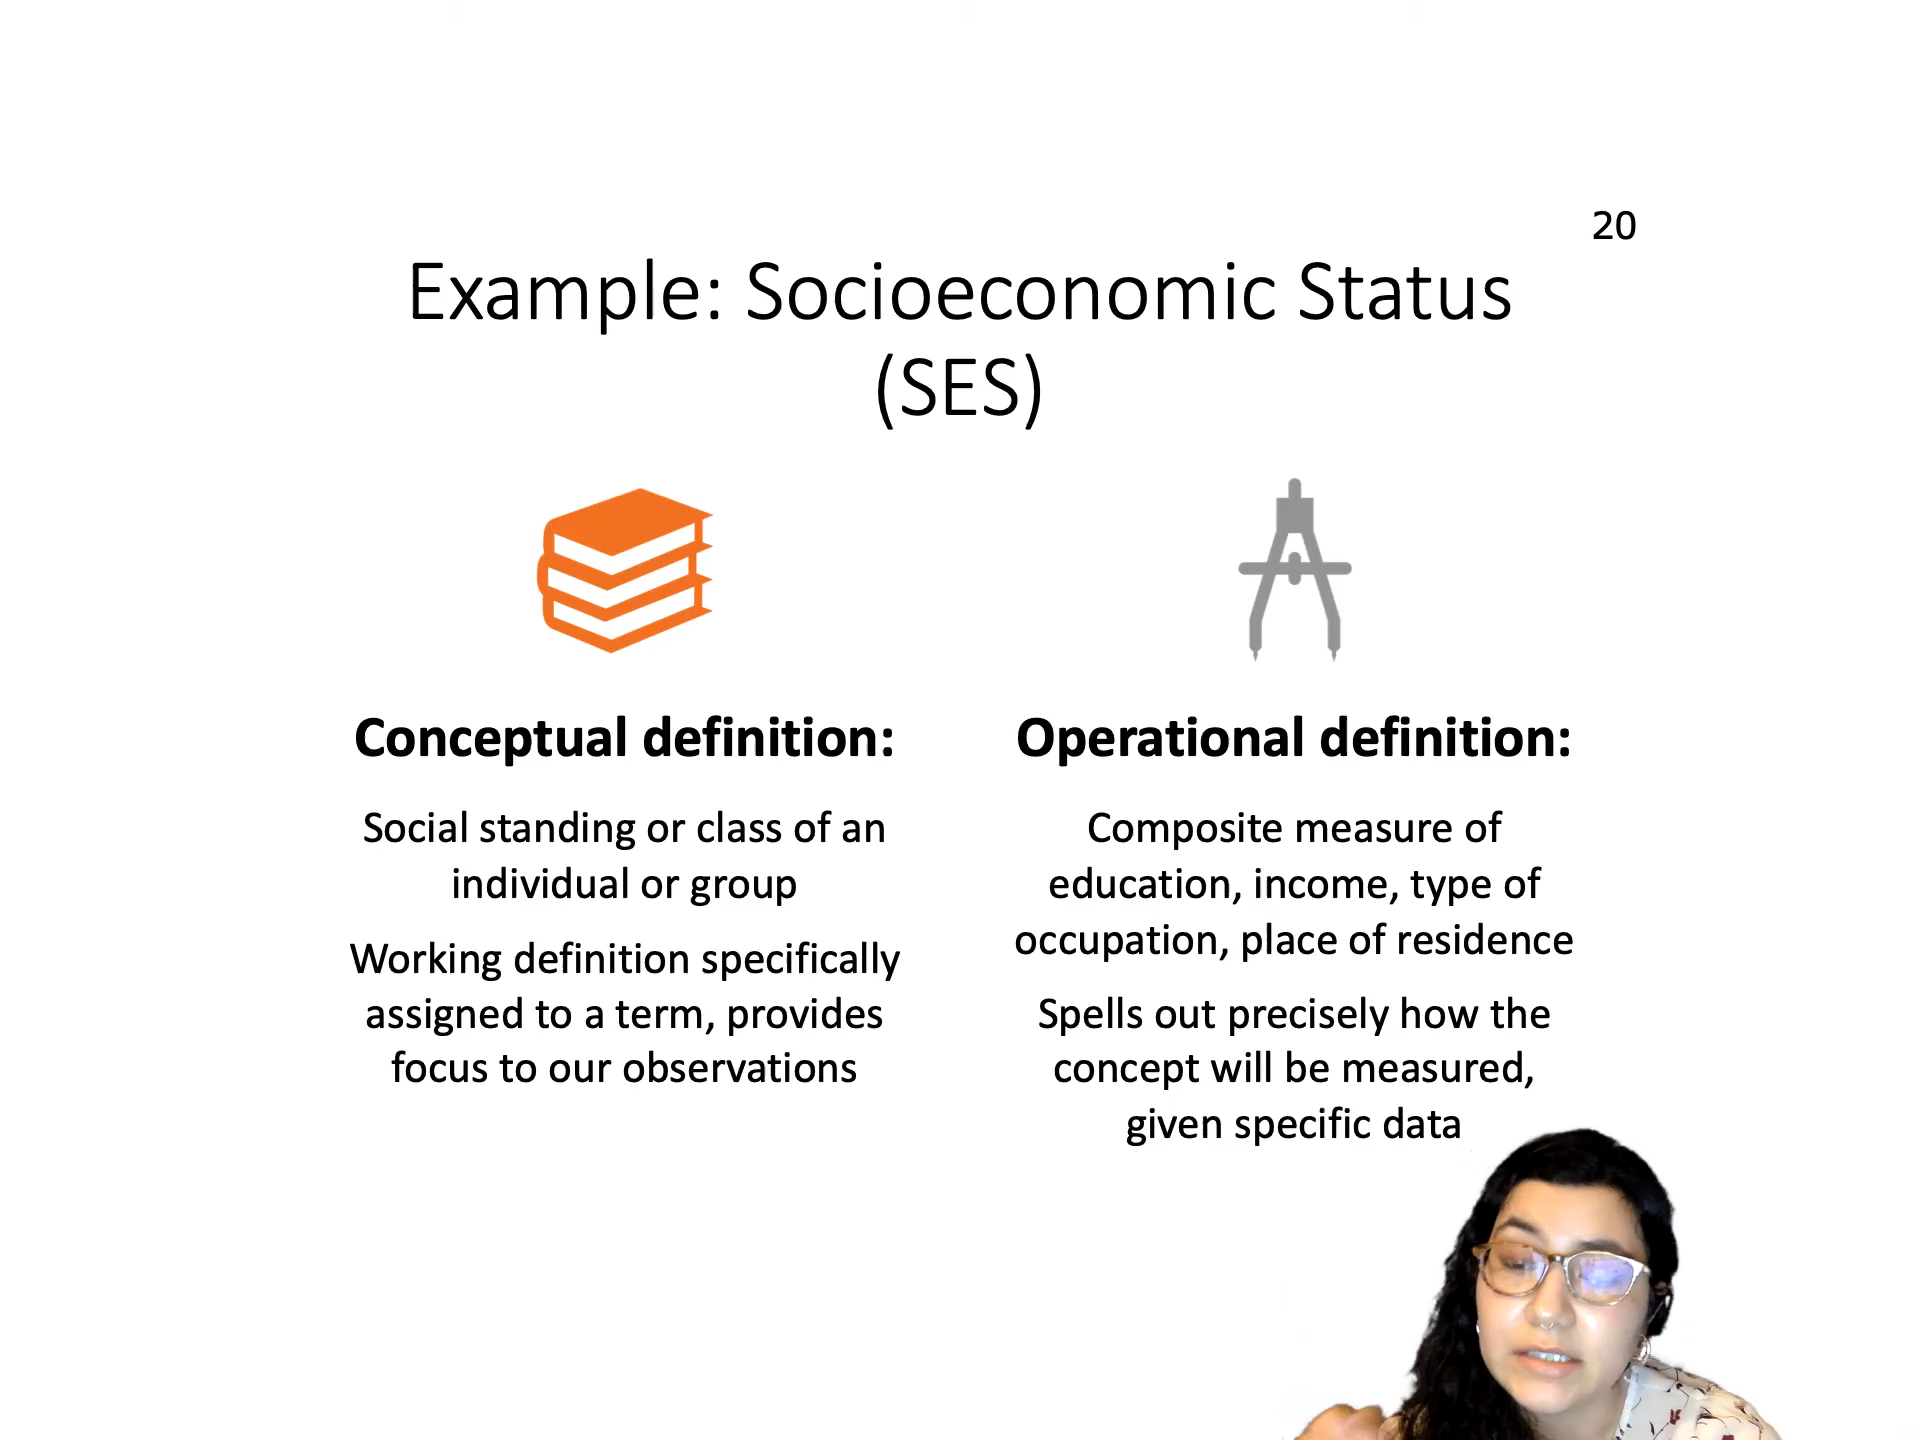 20
Example: Socioeconomic Status
(SES)
Conceptual definition:
Social standing or class of an
individual or group
Working definition specifically
assigned to a term, provides
focus to our observations
Operational definition:
Composite measure of
education, income, type of
occupation, place of residence
Spells out precisely how the
concept will be measured,
given specific data